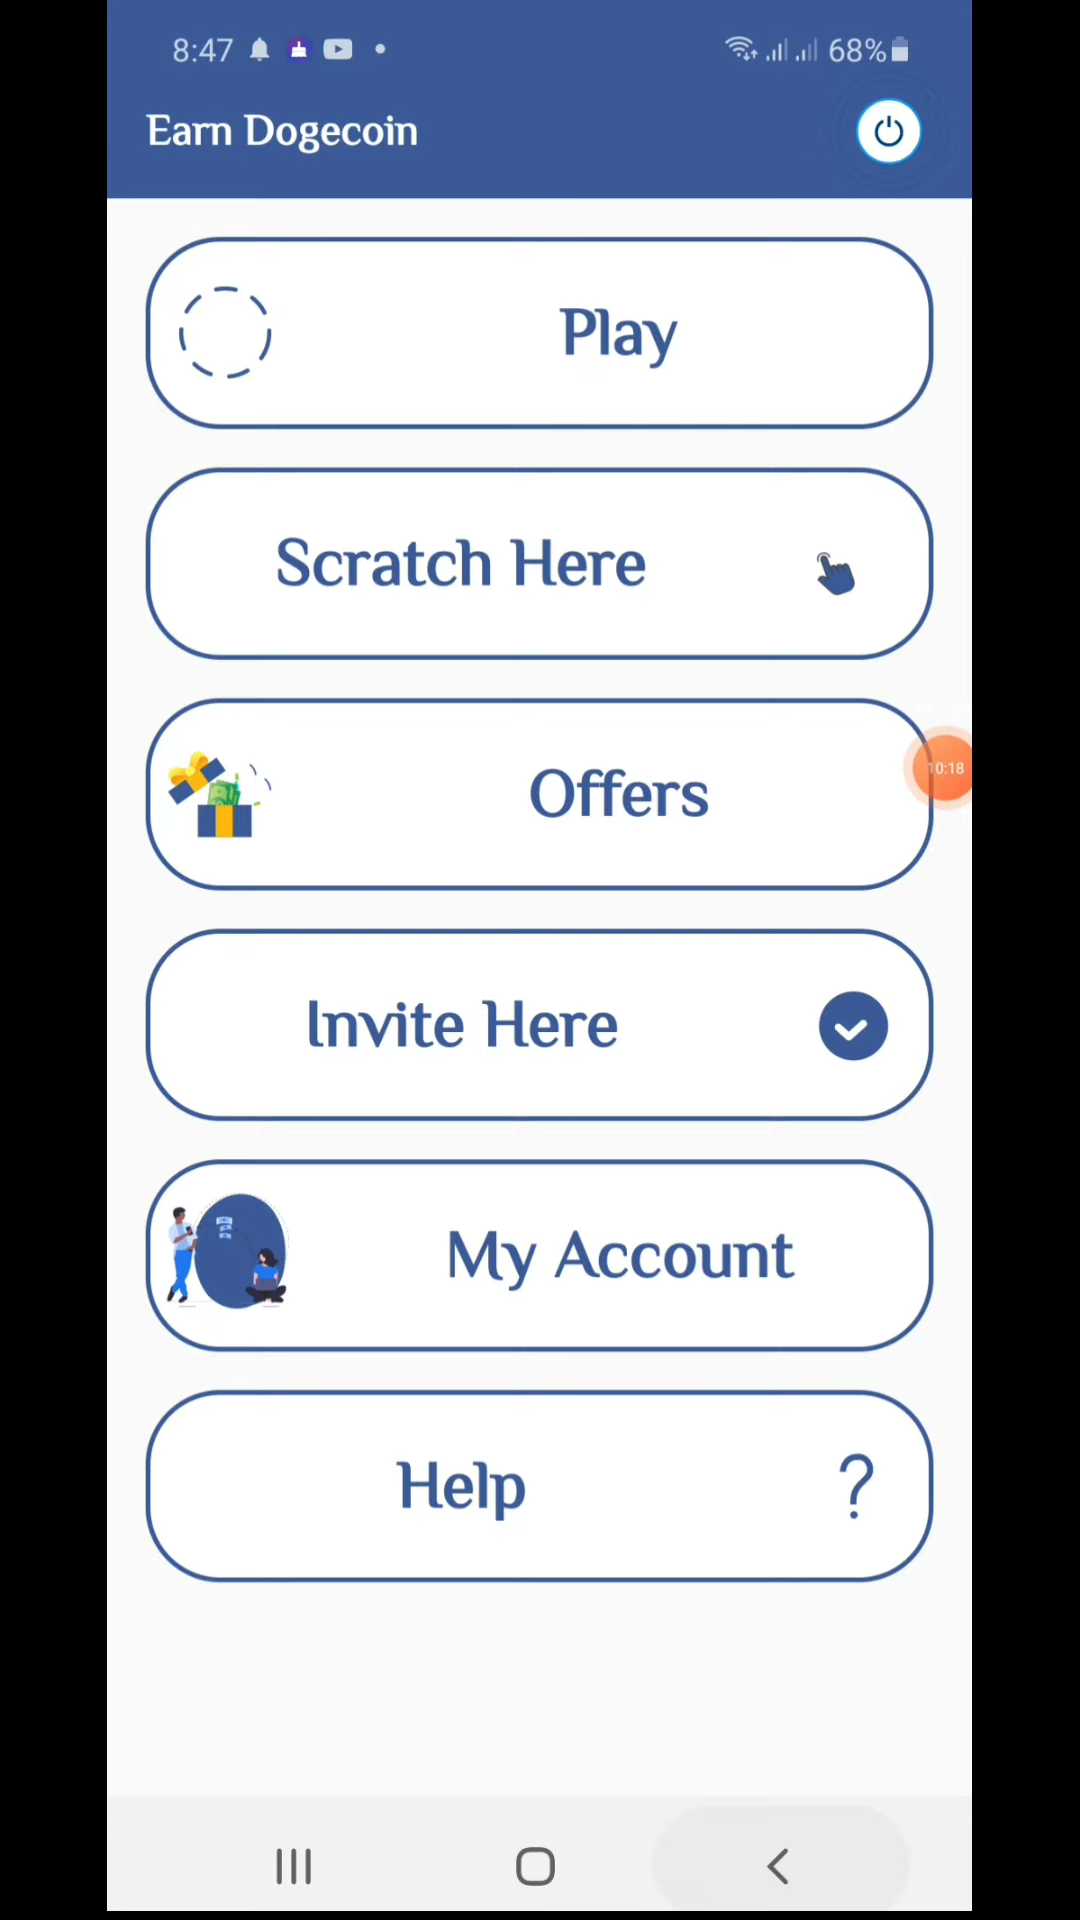 8:47
68%
Earn Dogecoin
Play
Scratch Here
Offers
10:18
Invite Here
My Account
Help
?